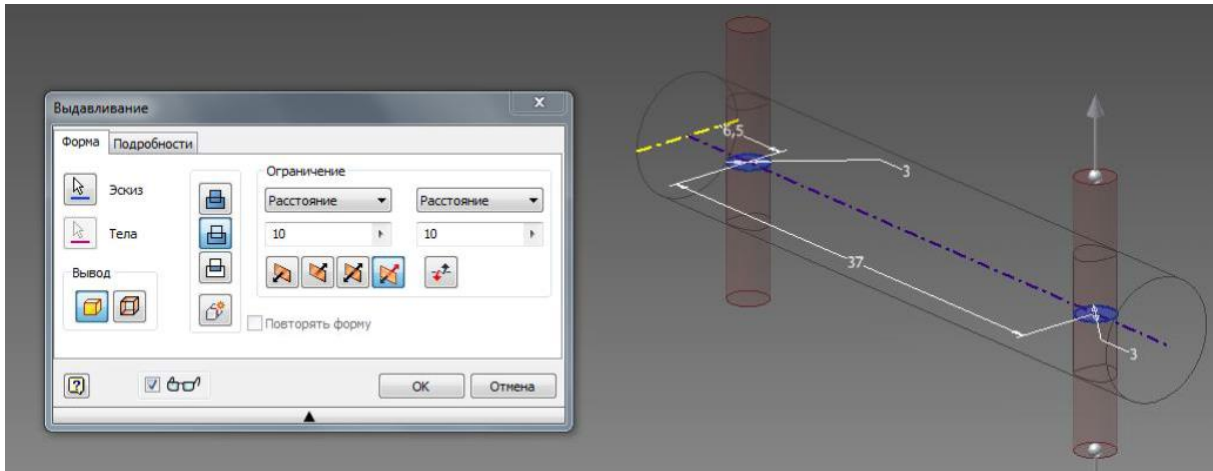 Выдавливание
Форма Подробности
Эскиз
Тела
Вывод
Ограничение
Расстояние Расстояние
10 10
Повторять форму
OK Отмена
6,5
3
37
3